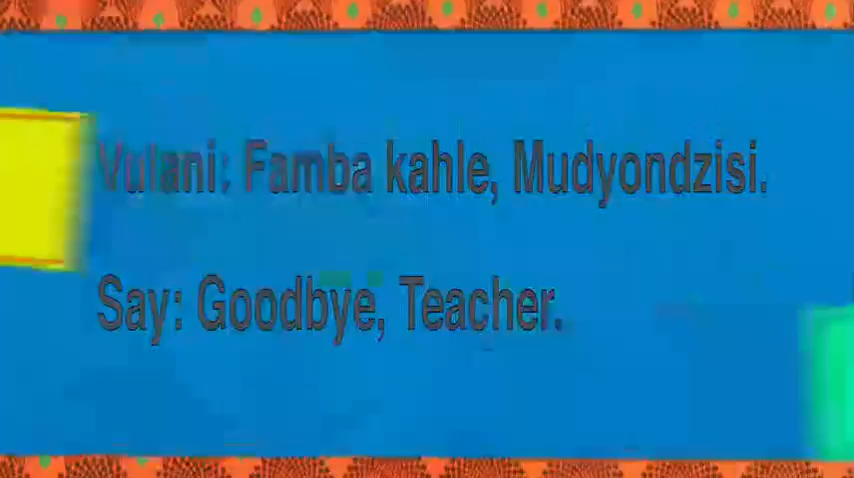 Vulani: Famba kahle, Mudyondzisi.
Say: Goodbye, Teacher.